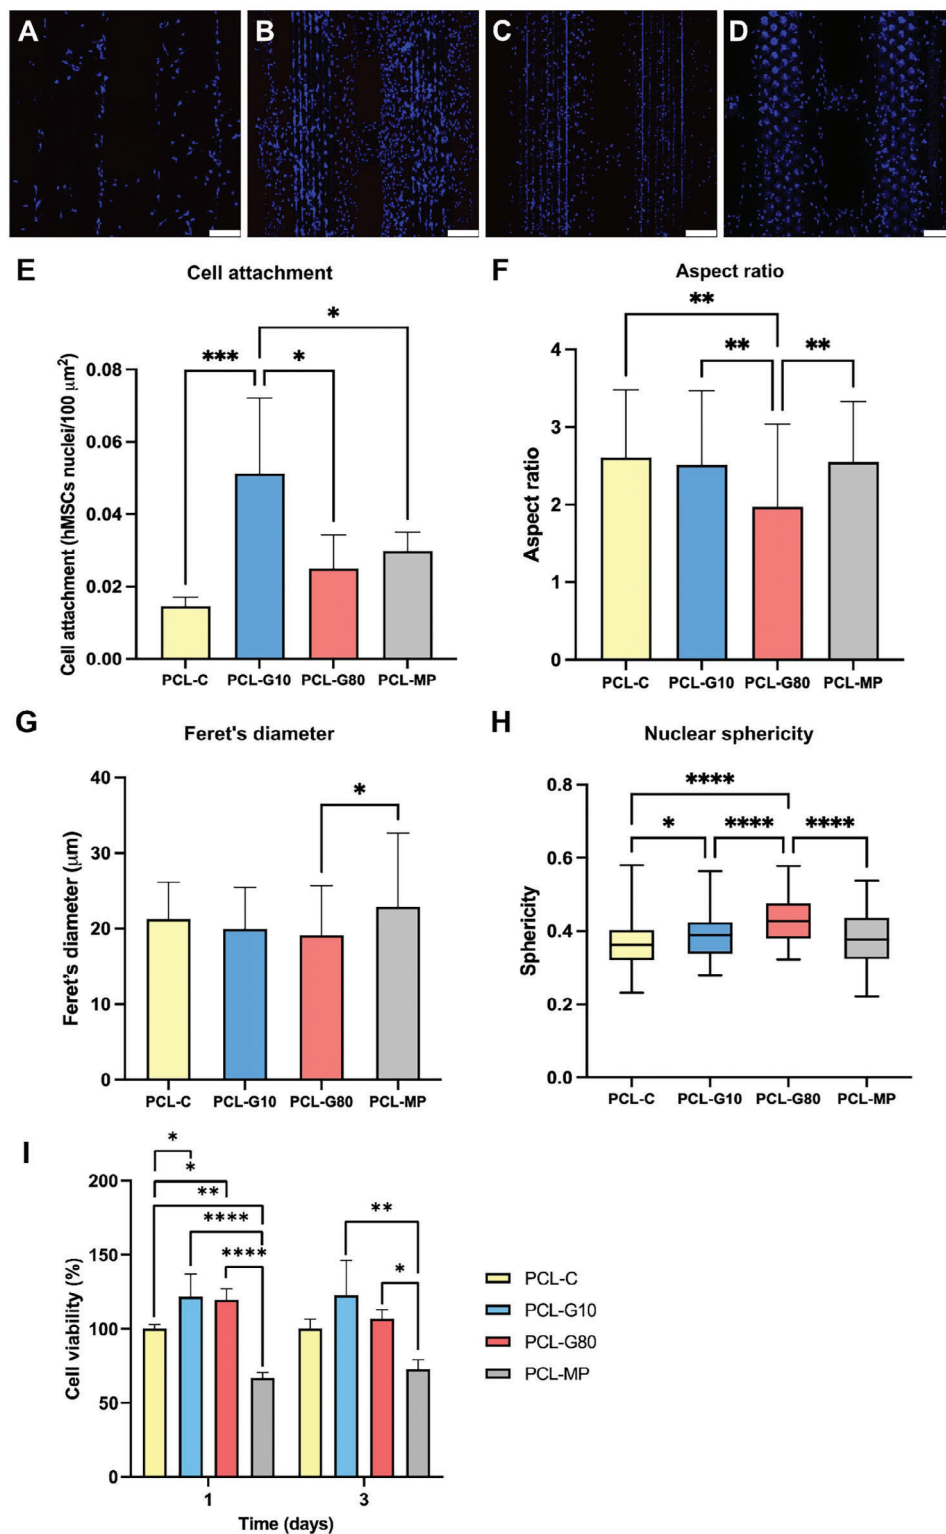 A
B
C
D
E
Cell attachment
Cell attachment (hMSCs nuclei/100 μm²)
0.08
0.06
0.04
0.02
0.00
***
*
*
PCL-C
PCL-G10
PCL-G80
PCL-MP
F
Aspect ratio
Aspect ratio
4
3
2
1
0
**
**
**
PCL-C
PCL-G10
PCL-G80
PCL-MP
G
Feret's diameter
Feret's diameter (μm)
40
30
20
10
0
*
PCL-C
PCL-G10
PCL-G80
PCL-MP
H
Nuclear sphericity
Sphericity
0.8
0.6
0.4
0.2
0.0
****
*
****
****
PCL-C
PCL-G10
PCL-G80
PCL-MP
I
Cell viability (%)
200
150
100
50
0
*
*
**
****
****
**
*
1
3
Time (days)
PCL-C
PCL-G10
PCL-G80
PCL-MP